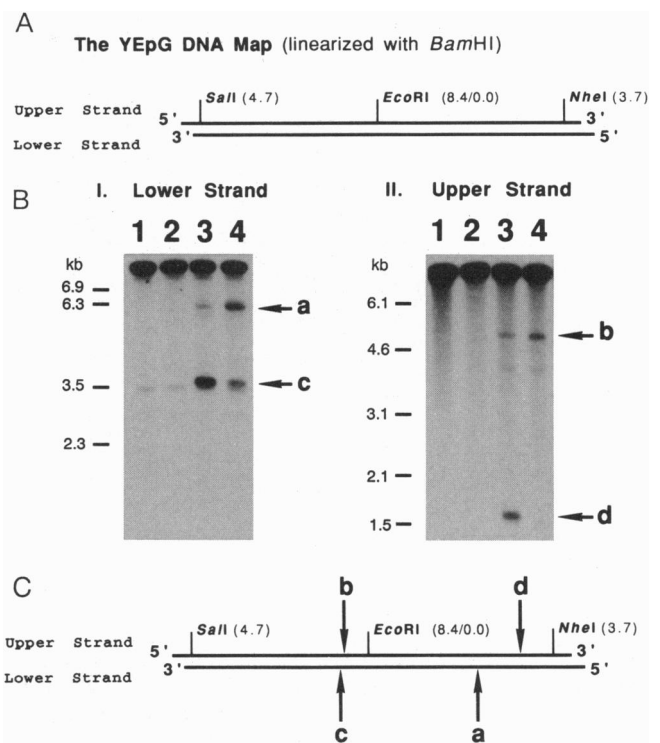 A
The YEpG DNA Map (linearized with BamHI)
SalI (4.7) EcoRI (8.4/0.0) NheI (3.7)
Upper Strand 5' 3'
Lower Strand 3' 5'
B
I. Lower Strand
1 2 3 4
kb
6.9
6.3
a
3.5
c
2.3
II. Upper Strand
1 2 3 4
kb
6.1
b
4.6
3.1
2.1
1.5
d
C
b d
SalI (4.7) EcoRI (8.4/0.0) NheI (3.7)
Upper Strand 5' 3'
Lower Strand 3' 5'
c a